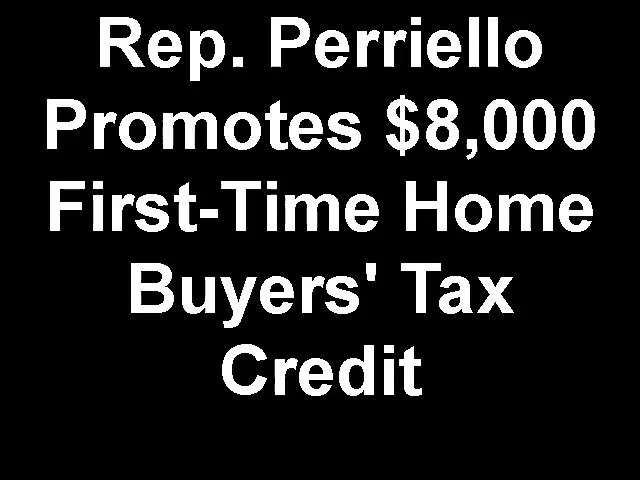 Rep. Perriello
Promotes $8,000
First-Time Home
Buyers' Tax
Credit